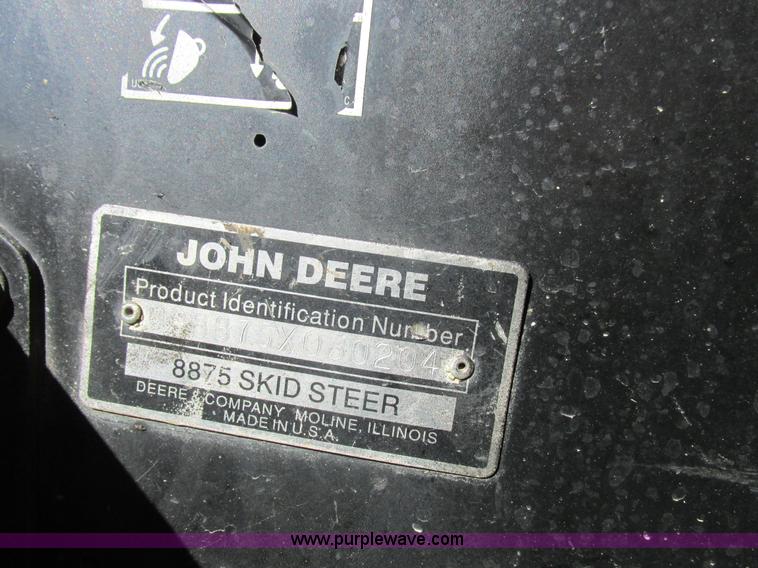 JOHN DEERE
Product Identification Number
8875 SKID STEER
DEERE & COMPANY MOLINE, ILLINOIS
MADE IN U.S.A.
www.purplewave.com